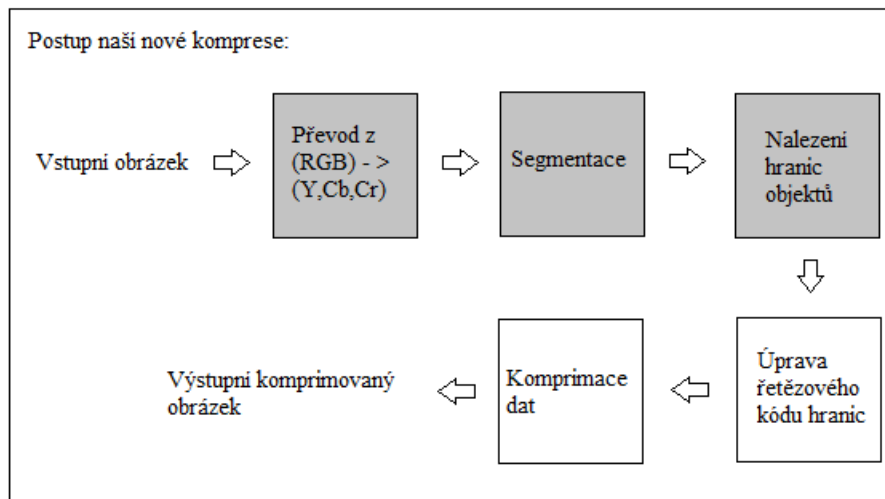 Postup naší nové komprese:
Vstupní obrázek
Převod z
(RGB) - >
(Y,Cb,Cr)
Segmentace
Nalezení
hranic
objektů
Úprava
řetězového
kódu hranic
Komprimace
dat
Výstupní komprimovaný
obrázek